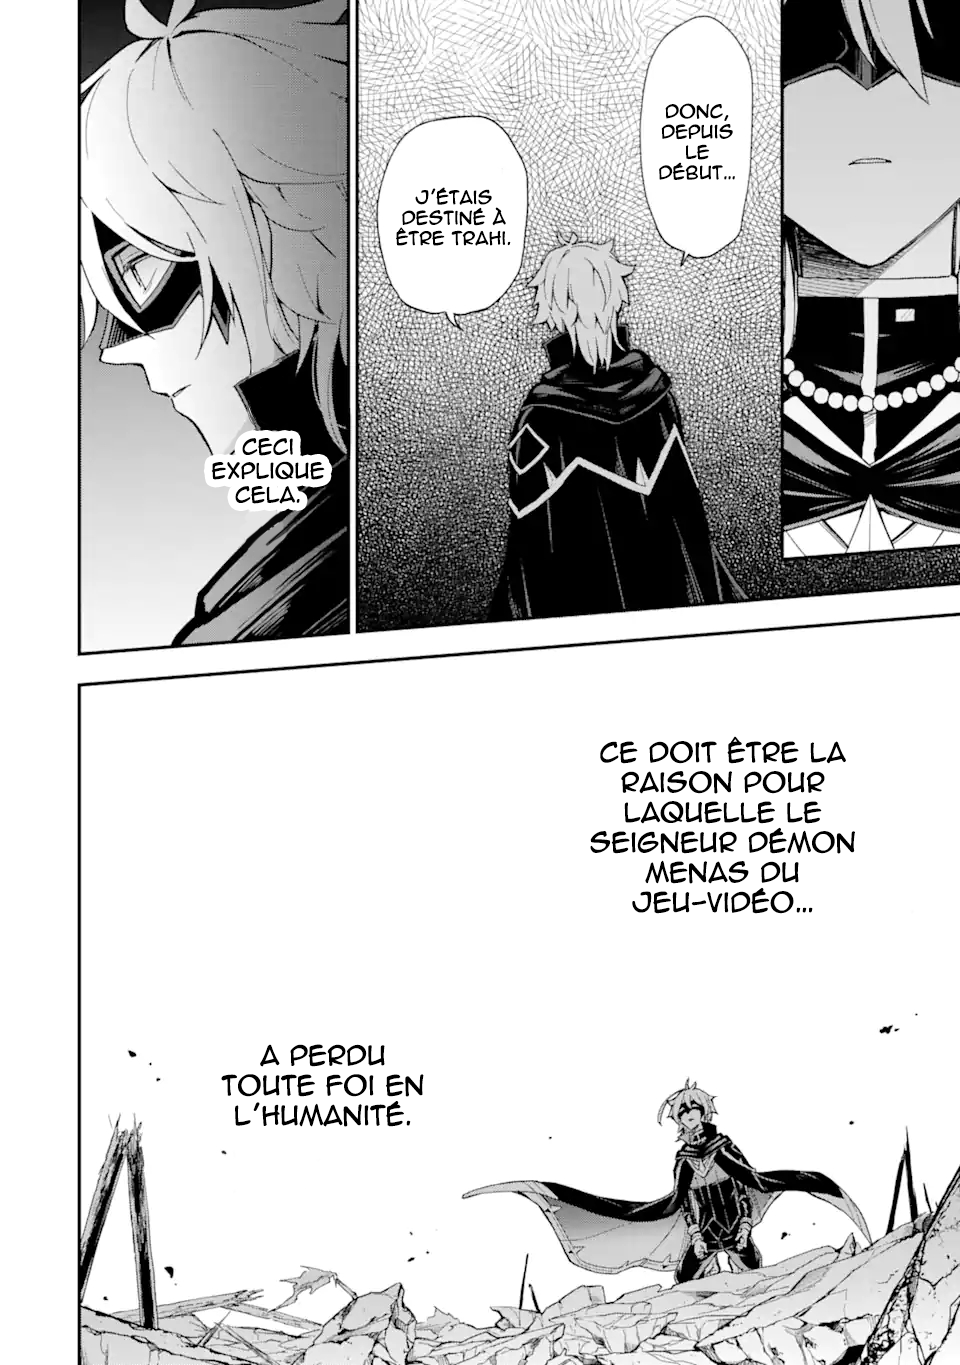 DONC,
DEPUIS
LE
DÉBUT...
J'ÉTAIS
DESTINÉ À
ÊTRE TRAHI.
CECI
EXPLIQUE
CELA.
CE DOIT ÊTRE LA
RAISON POUR
LAQUELLE LE
SEIGNEUR DÉMON
MENAS DU
JEU-VIDÉO...
A PERDU
TOUTE FOI EN
L'HUMANITÉ.